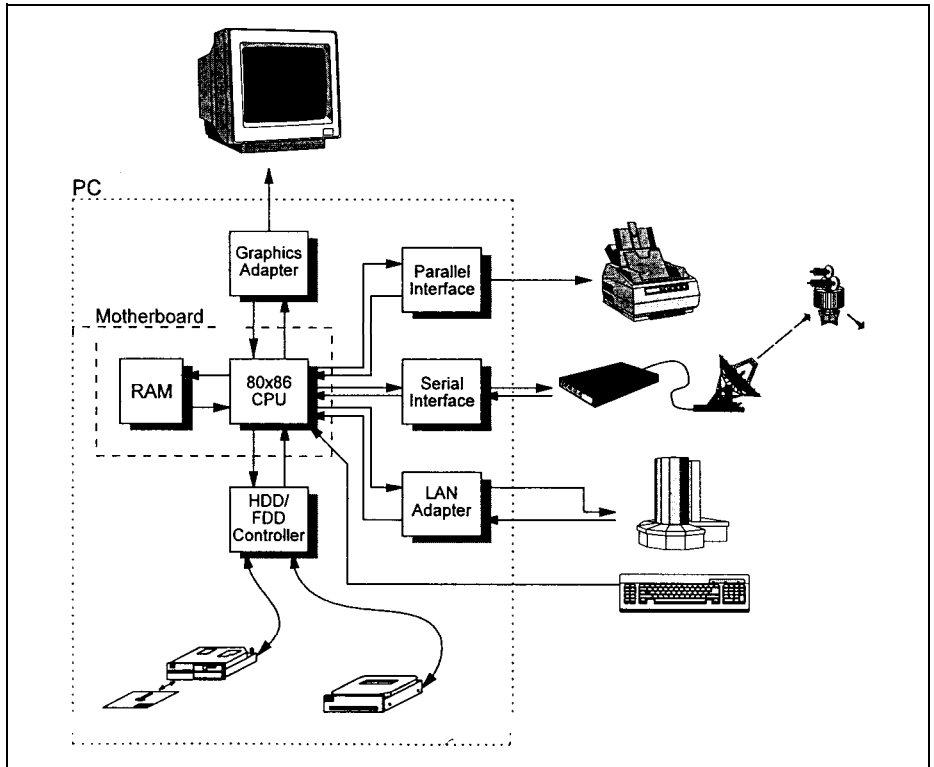 PC
Graphics
Adapter
Parallel
Interface
Motherboard
RAM
80x86
CPU
Serial
Interface
HDD/
FDD
Controller
LAN
Adapter